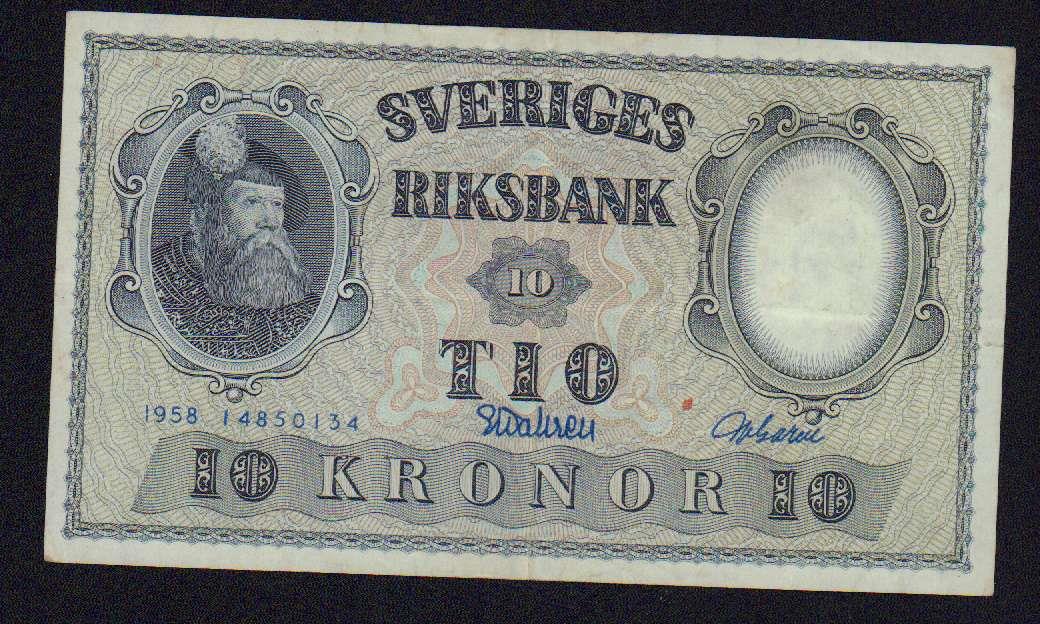 SVERIGES
RIKSBANK
10
TIO
1958 14850134
10 KRONOR 10